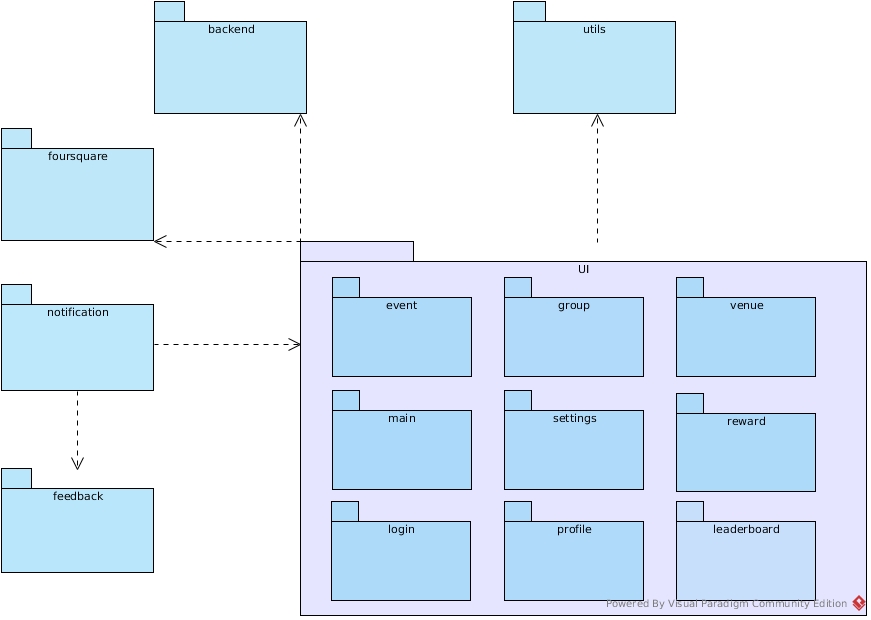 backend
utils
foursquare
UI
notification
event
group
venue
main
settings
reward
feedback
login
profile
leaderboard
Powered By Visual Paradigm Community Edition